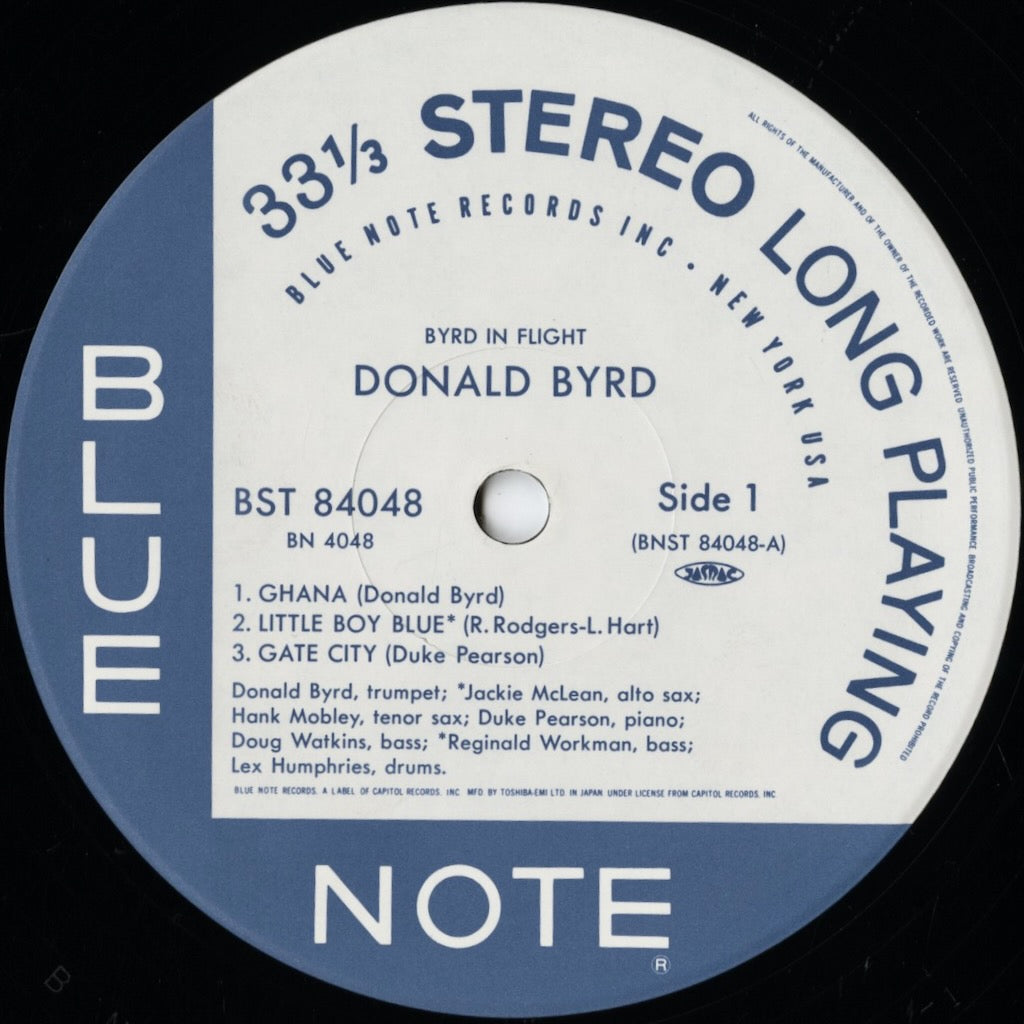 33⅓ STEREO LONG PLAYING
BLUE NOTE RECORDS INC · NEW YORK USA
ALL RIGHTS OF THE MANUFACTURER AND OF THE OWNER OF THE RECORDED WORK ARE RESERVED UNAUTHORIZED PUBLIC PERFORMANCE BROADCASTING AND COPYING OF THE RECORD PROHIBITED
BYRD IN FLIGHT
DONALD BYRD
BST 84048
BN 4048
Side 1
(BNST 84048-A)
JASRAC
1. GHANA (Donald Byrd)
2. LITTLE BOY BLUE* (R. Rodgers-L. Hart)
3. GATE CITY (Duke Pearson)
Donald Byrd, trumpet; *Jackie McLean, alto sax;
Hank Mobley, tenor sax; Duke Pearson, piano;
Doug Watkins, bass; *Reginald Workman, bass;
Lex Humphries, drums.
BLUE NOTE RECORDS. A LABEL OF CAPITOL RECORDS. INC MFD BY TOSHIBA-EMI LTD IN JAPAN UNDER LICENSE FROM CAPITOL RECORDS. INC.
BLUE
NOTE
®